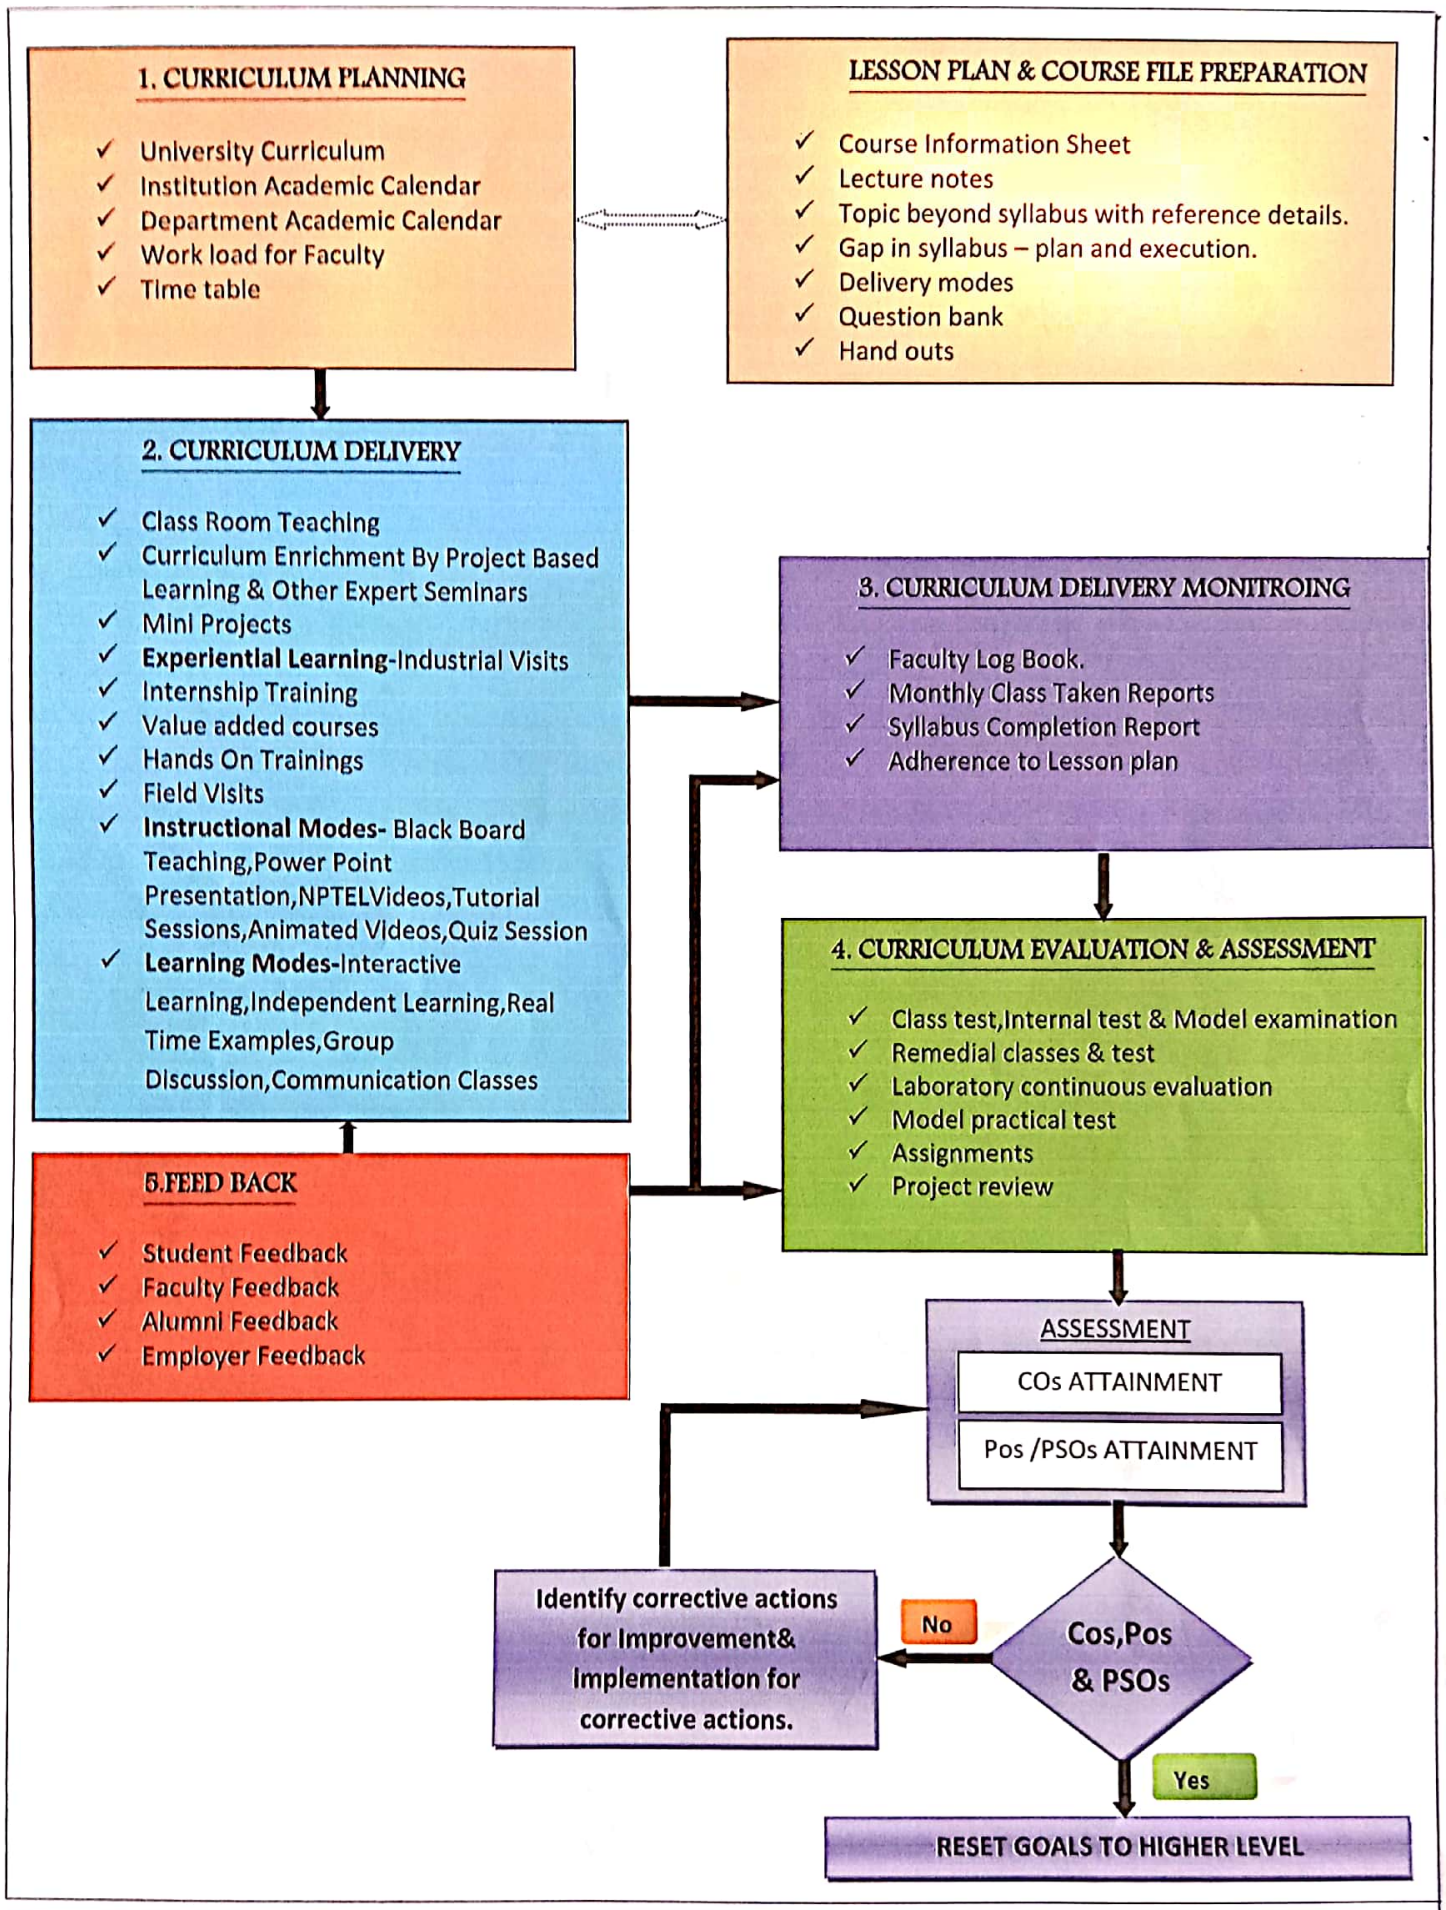 1. CURRICULUM PLANNING
✓ University Curriculum
✓ Institution Academic Calendar
✓ Department Academic Calendar
✓ Work load for Faculty
✓ Time table
LESSON PLAN & COURSE FILE PREPARATION
✓ Course Information Sheet
✓ Lecture notes
✓ Topic beyond syllabus with reference details.
✓ Gap in syllabus – plan and execution.
✓ Delivery modes
✓ Question bank
✓ Hand outs
2. CURRICULUM DELIVERY
✓ Class Room Teaching
✓ Curriculum Enrichment By Project Based
Learning & Other Expert Seminars
✓ Mini Projects
✓ Experiential Learning-Industrial Visits
✓ Internship Training
✓ Value added courses
✓ Hands On Trainings
✓ Field Visits
✓ Instructional Modes- Black Board
Teaching,Power Point
Presentation,NPTELVideos,Tutorial
Sessions,Animated Videos,Quiz Session
✓ Learning Modes-Interactive
Learning,Independent Learning,Real
Time Examples,Group
Discussion,Communication Classes
3. CURRICULUM DELIVERY MONITROING
✓ Faculty Log Book.
✓ Monthly Class Taken Reports
✓ Syllabus Completion Report
✓ Adherence to Lesson plan
4. CURRICULUM EVALUATION & ASSESSMENT
✓ Class test,Internal test & Model examination
✓ Remedial classes & test
✓ Laboratory continuous evaluation
✓ Model practical test
✓ Assignments
✓ Project review
5.FEED BACK
✓ Student Feedback
✓ Faculty Feedback
✓ Alumni Feedback
✓ Employer Feedback
ASSESSMENT
COs ATTAINMENT
Pos /PSOs ATTAINMENT
Identify corrective actions
for Improvement&
Implementation for
corrective actions.
No
Cos,Pos
& PSOs
Yes
RESET GOALS TO HIGHER LEVEL